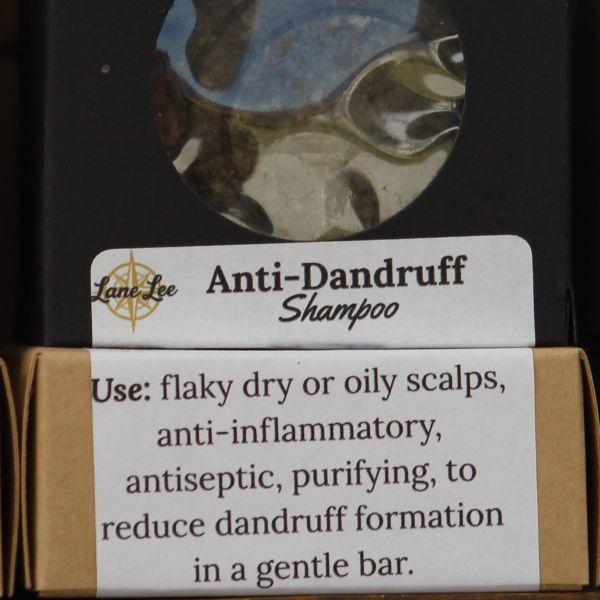 Lane Lee
Anti-Dandruff
Shampoo
Use: flaky dry or oily scalps,
anti-inflammatory,
antiseptic, purifying, to
reduce dandruff formation
in a gentle bar.